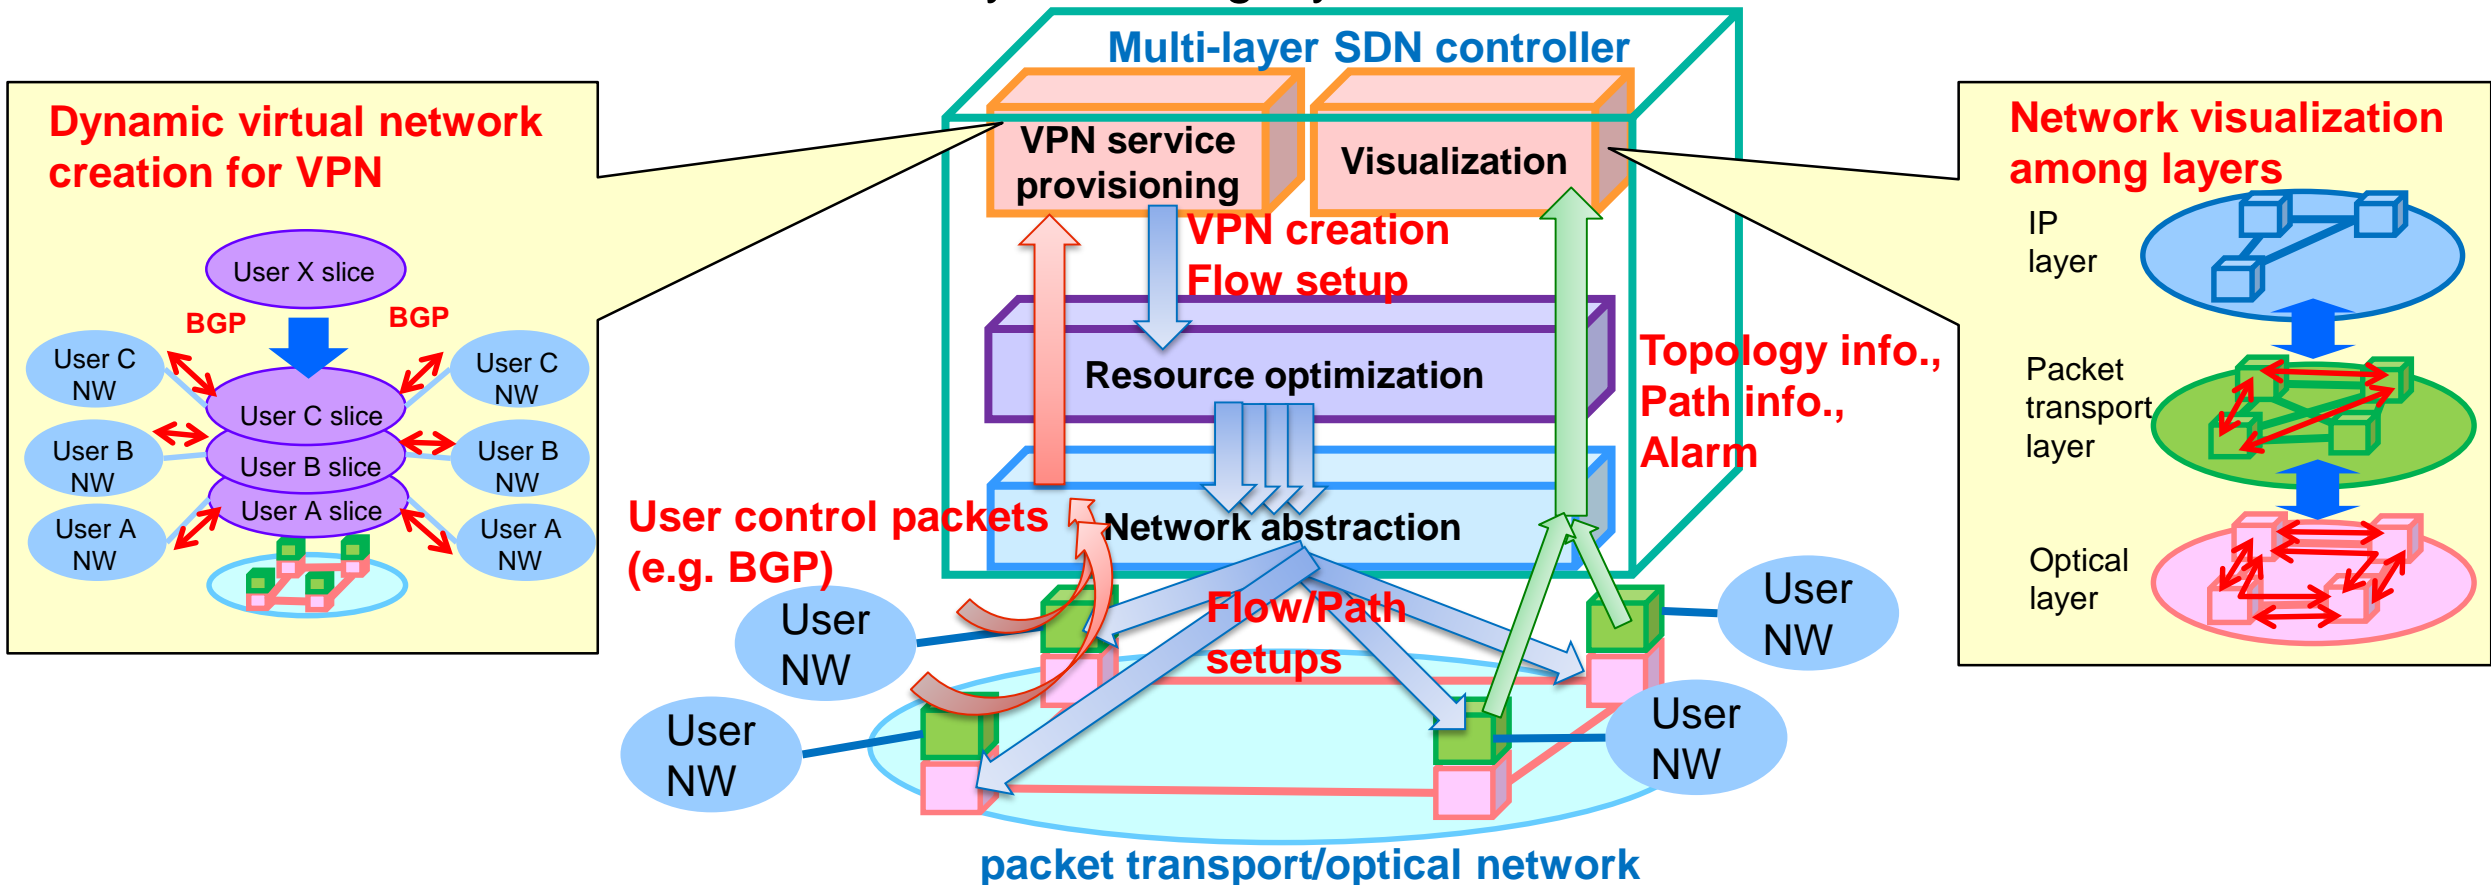 Multi-layer SDN controller
Dynamic virtual network
creation for VPN
User X slice
BGP
BGP
User C
NW
User C
NW
User C slice
User B
NW
User B
NW
User B slice
User A
NW
User A
NW
User A slice
VPN service
provisioning
Visualization
VPN creation
Flow setup
Resource optimization
Topology info.,
Path info.,
Alarm
Network abstraction
User control packets
(e.g. BGP)
Flow/Path
setups
User
NW
User
NW
User
NW
User
NW
packet transport/optical network
Network visualization
among layers
IP
layer
Packet
transport
layer
Optical
layer